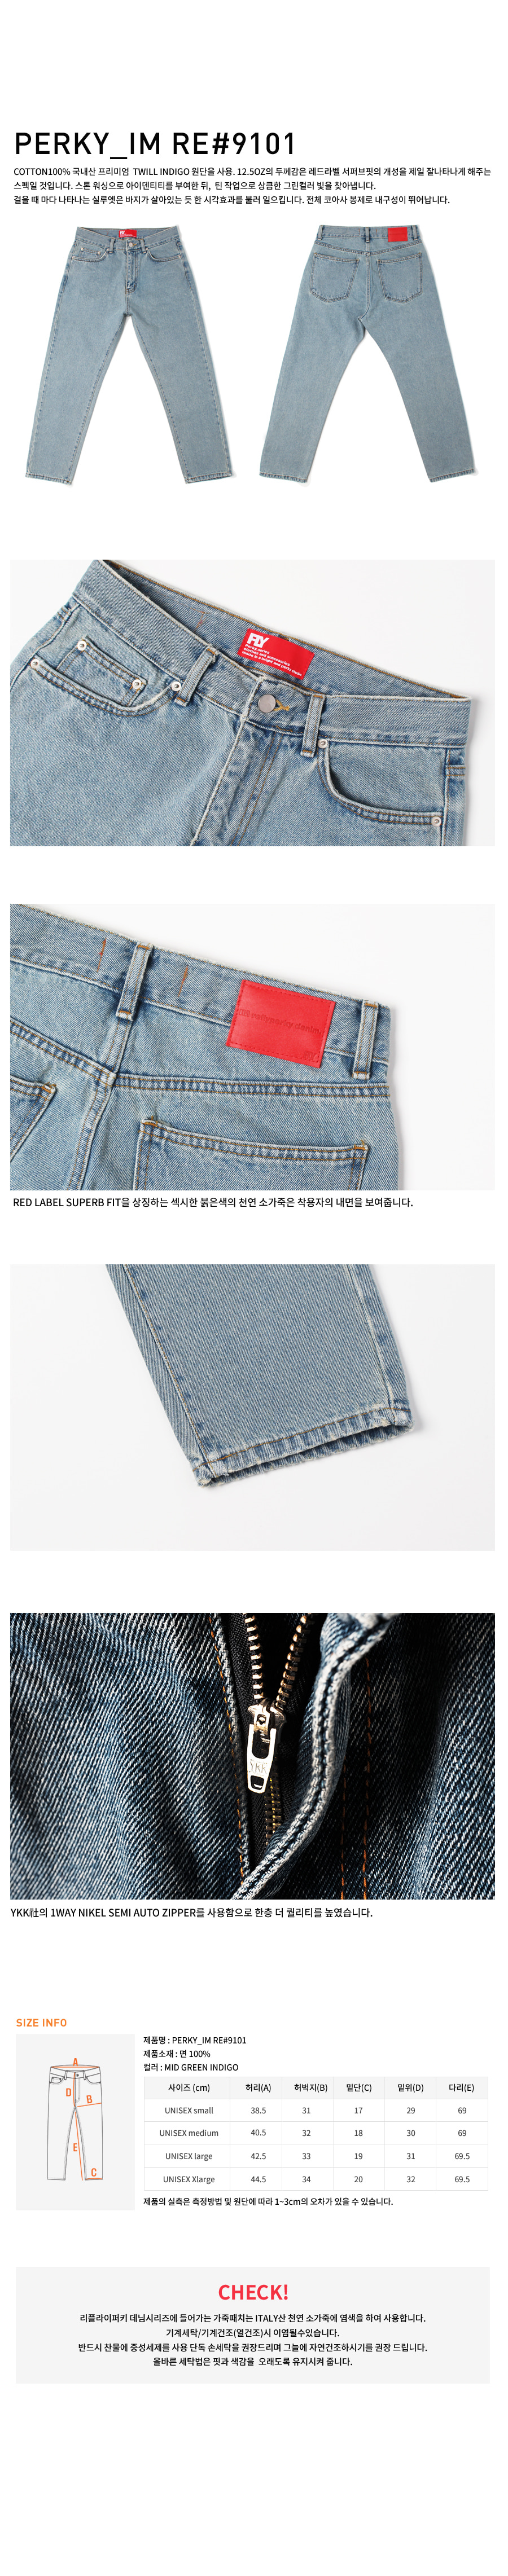 PERKY_IM RE#9101
COTTON100% 국내산 프리미엄 TWILL INDIGO 원단을 사용. 12.5OZ의 두께감은 레드라벨 서퍼브핏의 개성을 제일 잘나타나게 해주는
스펙일 것입니다. 스톤 워싱으로 아이덴티티를 부여한 뒤, 틴 작업으로 상큼한 그린컬러 빛을 찾아냅니다.
걸을 때 마다 나타나는 실루엣은 바지가 살아있는 듯 한 시각효과를 불러 일으킵니다. 전체 코아사 봉제로 내구성이 뛰어납니다.
RLY
RED LABEL SUPERB FIT을 상징하는 섹시한 붉은색의 천연 소가죽은 착용자의 내면을 보여줍니다.
YKK
YKK社의 1WAY NIKEL SEMI AUTO ZIPPER를 사용함으로 한층 더 퀄리티를 높였습니다.
SIZE INFO
제품명 : PERKY_IM RE#9101
제품소재 : 면 100%
컬러 : MID GREEN INDIGO
A
D
B
E
C
사이즈 (cm) 허리(A) 허벅지(B) 밑단(C) 밑위(D) 다리(E)
UNISEX small 38.5 31 17 29 69
UNISEX medium 40.5 32 18 30 69
UNISEX large 42.5 33 19 31 69.5
UNISEX Xlarge 44.5 34 20 32 69.5
제품의 실측은 측정방법 및 원단에 따라 1~3cm의 오차가 있을 수 있습니다.
CHECK!
리플라이퍼키 데님시리즈에 들어가는 가죽패치는 ITALY산 천연 소가죽에 염색을 하여 사용합니다.
기계세탁/기계건조(열건조)시 이염될수있습니다.
반드시 찬물에 중성세제를 사용 단독 손세탁을 권장드리며 그늘에 자연건조하시기를 권장 드립니다.
올바른 세탁법은 핏과 색감을 오래도록 유지시켜 줍니다.